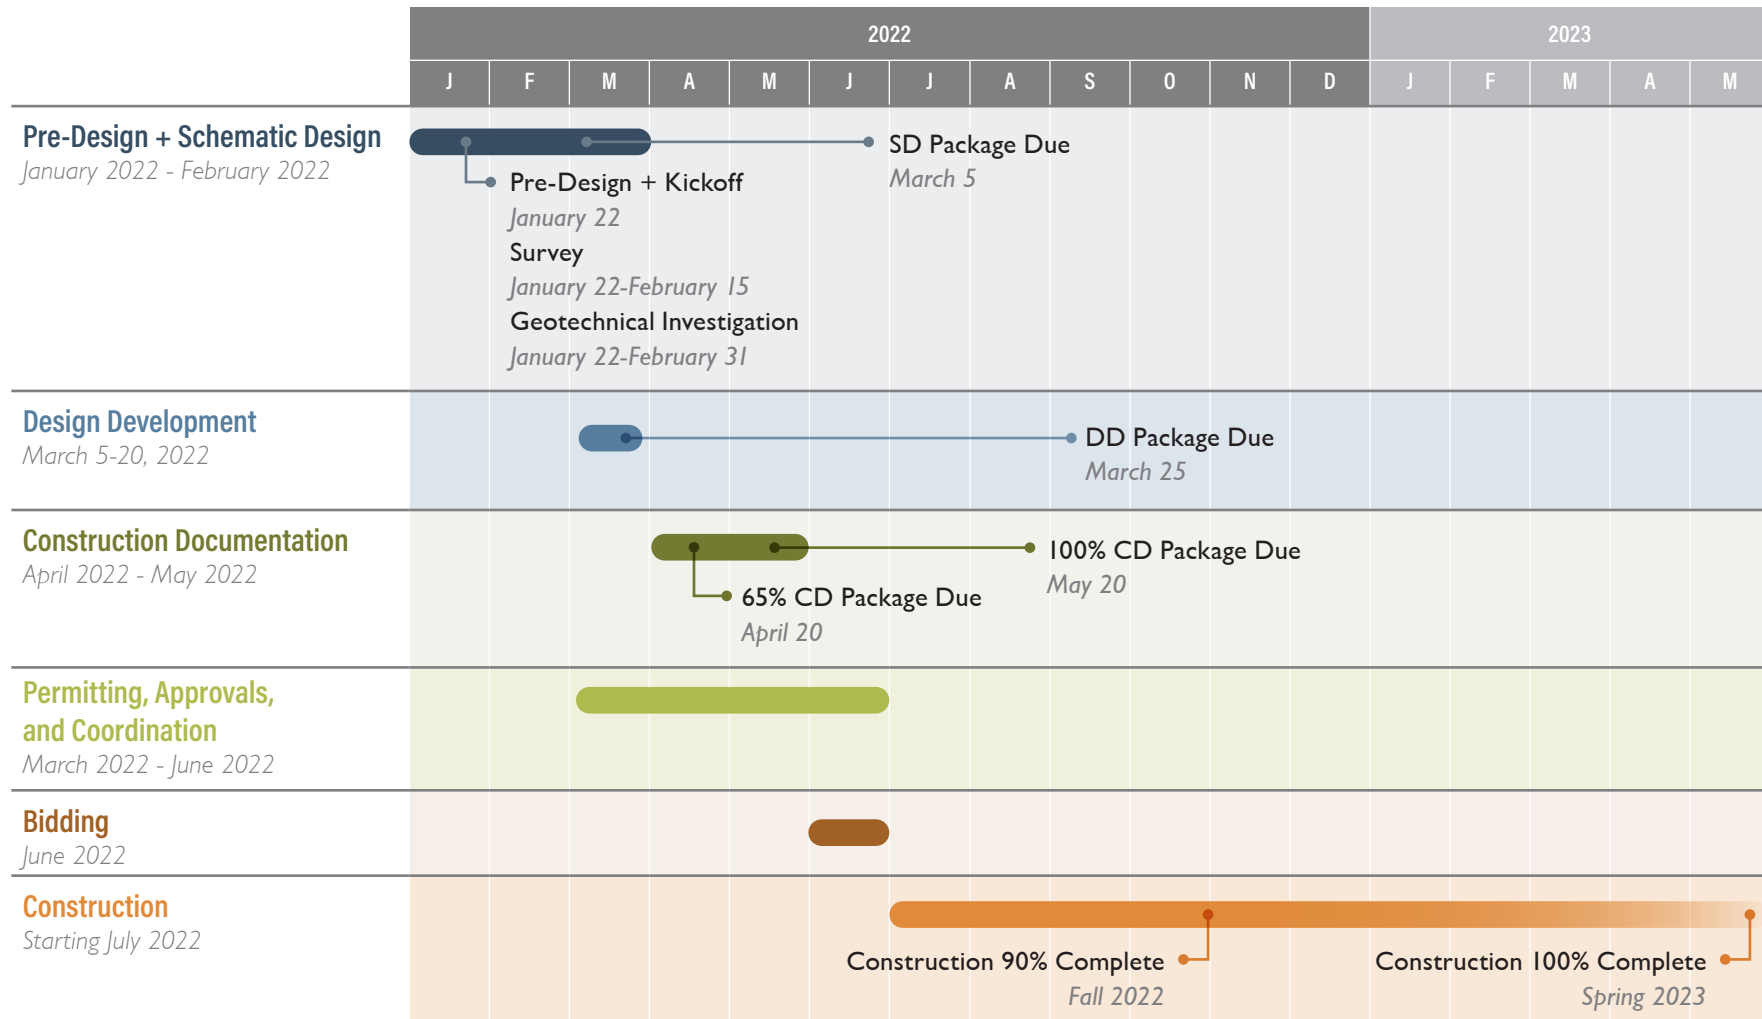 2022 2023
J F M A M J J A S O N D J F M A M
Pre-Design + Schematic Design
January 2022 - February 2022
SD Package Due
March 5
Pre-Design + Kickoff
January 22
Survey
January 22-February 15
Geotechnical Investigation
January 22-February 31
Design Development
March 5-20, 2022
DD Package Due
March 25
Construction Documentation
April 2022 - May 2022
100% CD Package Due
May 20
65% CD Package Due
April 20
Permitting, Approvals,
and Coordination
March 2022 - June 2022
Bidding
June 2022
Construction
Starting July 2022
Construction 90% Complete
Fall 2022
Construction 100% Complete
Spring 2023